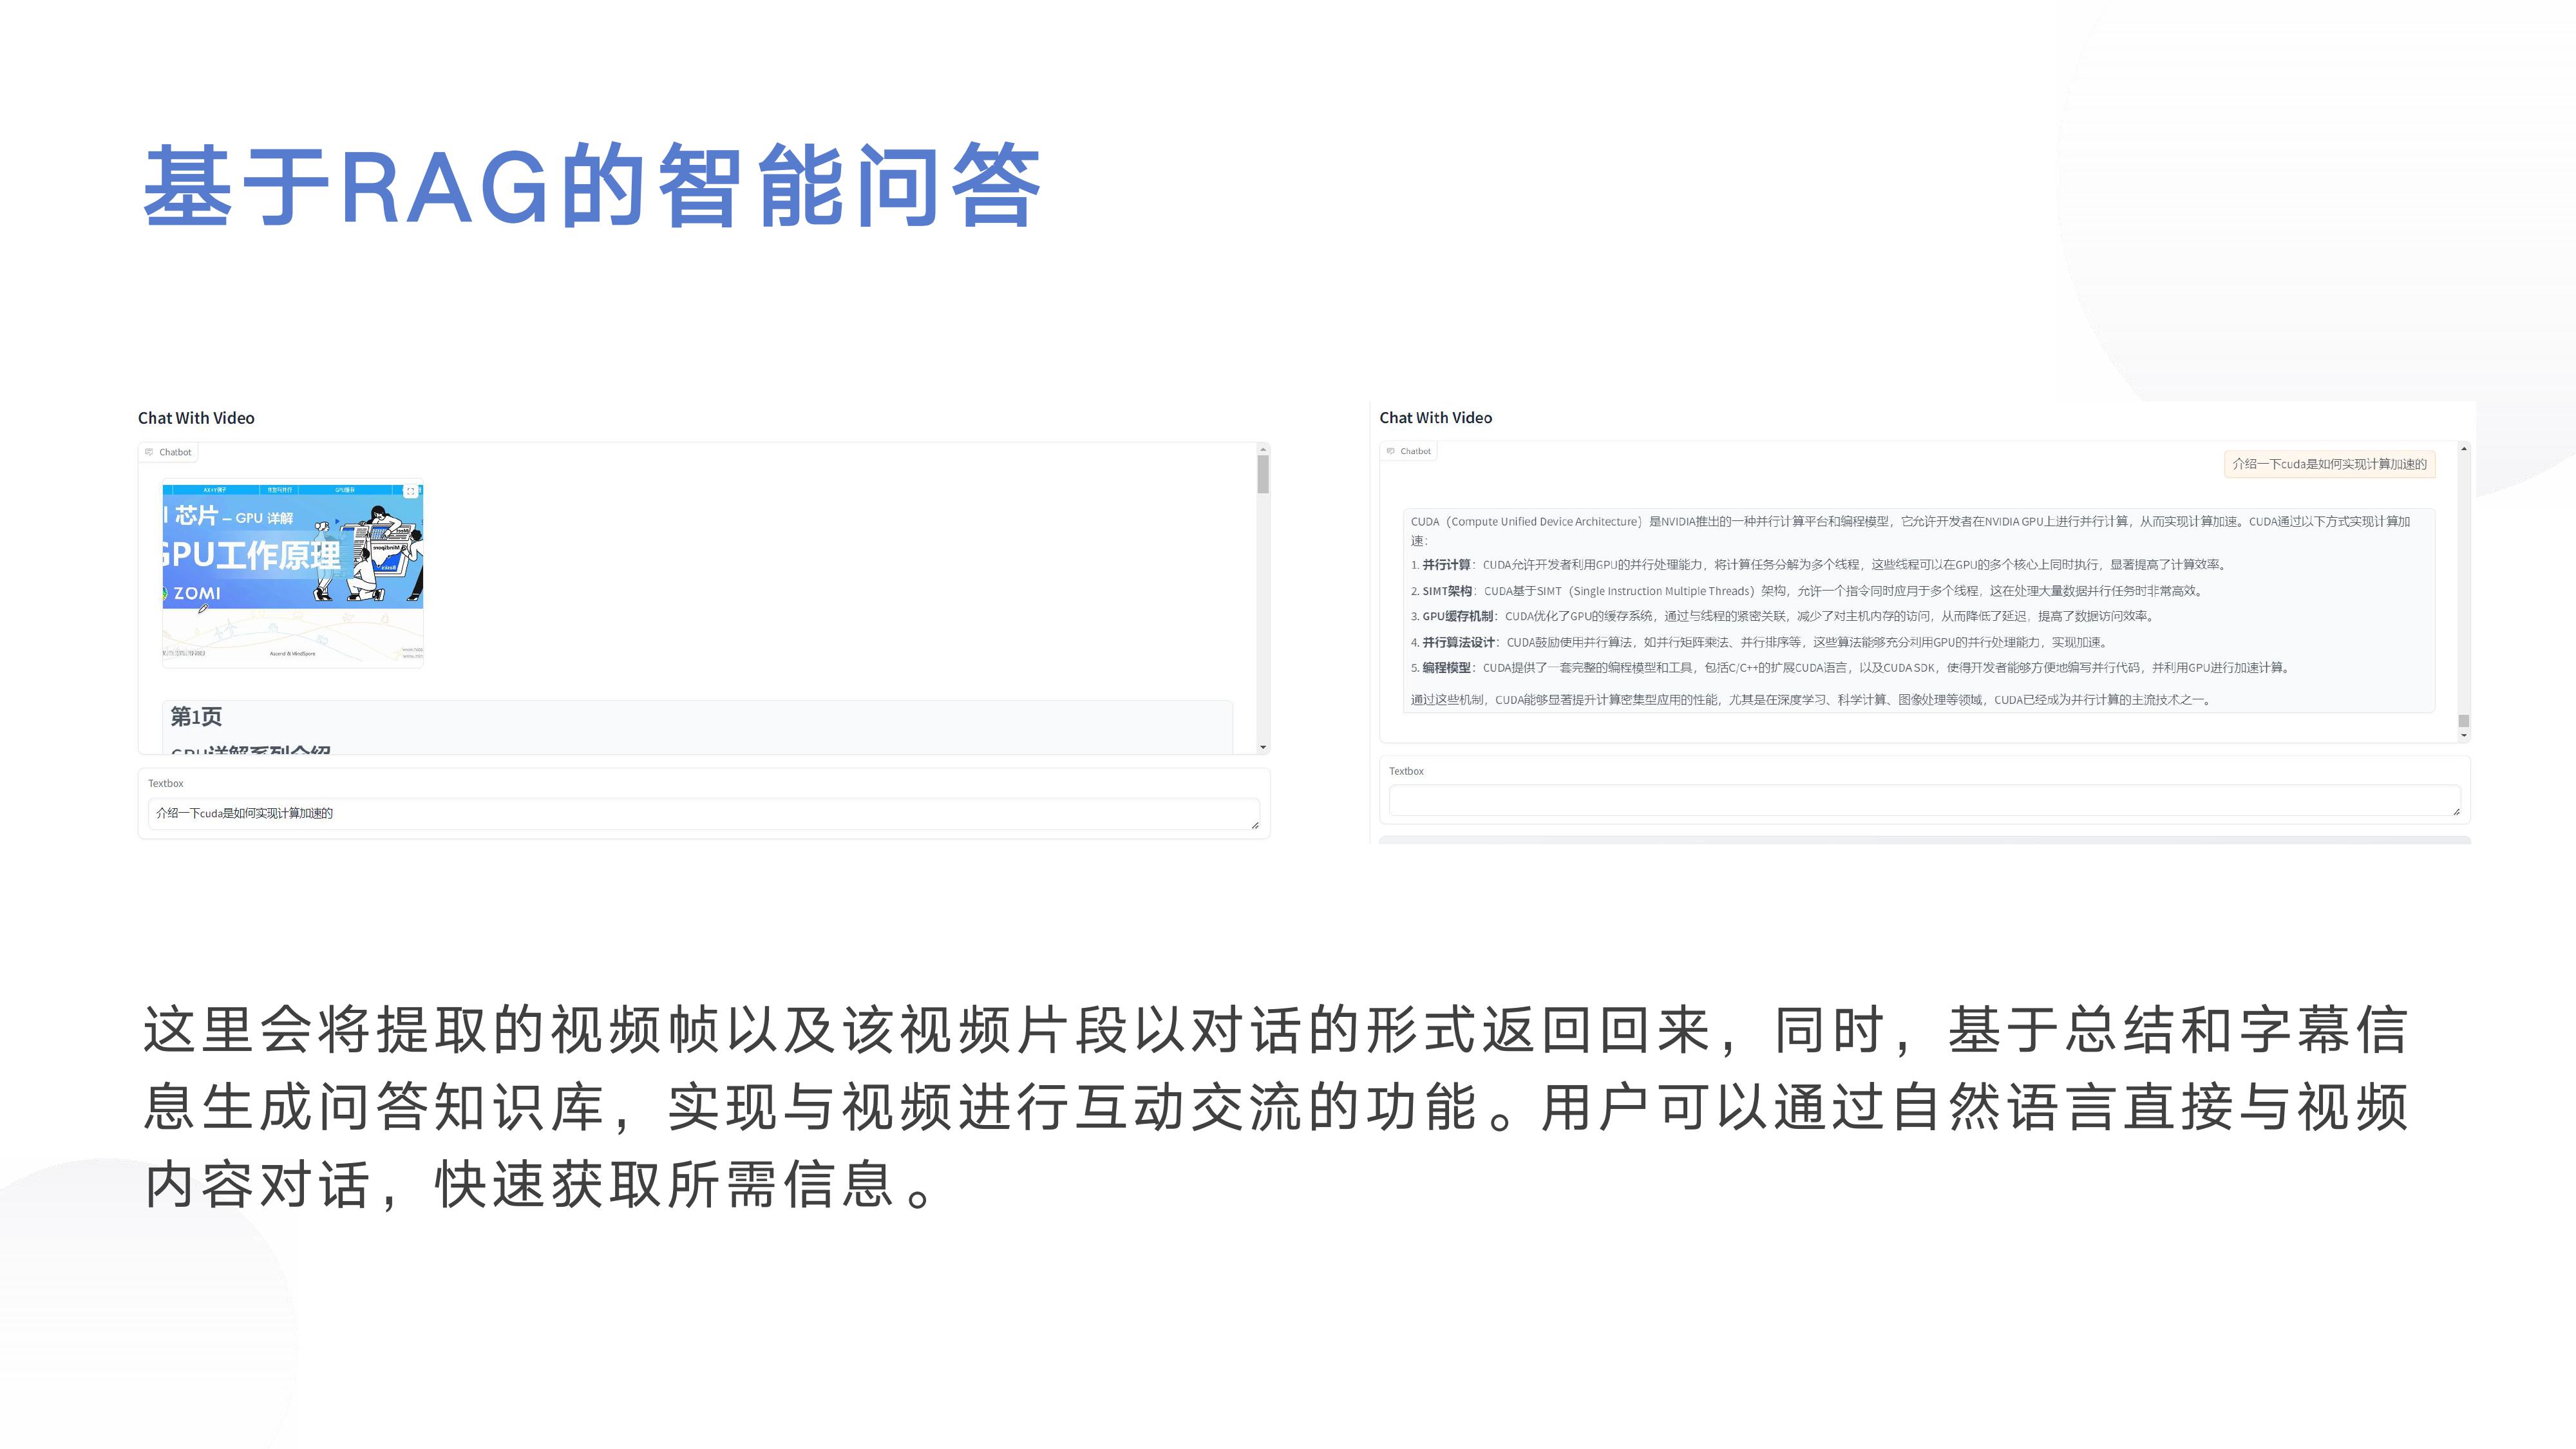 基于RAG的智能问答
Chat With Video
Chatbot
AX+Y例子
GPU缓存
I 芯片 – GPU 详解
GPU工作原理
ZOMI
Ascend & MindSpore
第1页
GPU详解系列介绍
Textbox
介绍一下cuda是如何实现计算加速的
Chat With Video
Chatbot
介绍一下cuda是如何实现计算加速的
CUDA（Compute Unified Device Architecture）是NVIDIA推出的一种并行计算平台和编程模型，它允许开发者在NVIDIA GPU上进行并行计算，从而实现计算加速。CUDA通过以下方式实现计算加
速：
1. 并行计算：CUDA允许开发者利用GPU的并行处理能力，将计算任务分解为多个线程，这些线程可以在GPU的多个核心上同时执行，显著提高了计算效率。
2. SIMT架构：CUDA基于SIMT（Single Instruction Multiple Threads）架构，允许一个指令同时应用于多个线程，这在处理大量数据并行任务时非常高效。
3. GPU缓存机制：CUDA优化了GPU的缓存系统，通过与线程的紧密关联，减少了对主机内存的访问，从而降低了延迟，提高了数据访问效率。
4. 并行算法设计：CUDA鼓励使用并行算法，如并行矩阵乘法、并行排序等，这些算法能够充分利用GPU的并行处理能力，实现加速。
5. 编程模型：CUDA提供了一套完整的编程模型和工具，包括C/C++的扩展CUDA语言，以及CUDA SDK，使得开发者能够方便地编写并行代码，并利用GPU进行加速计算。
通过这些机制，CUDA能够显著提升计算密集型应用的性能，尤其是在深度学习、科学计算、图像处理等领域，CUDA已经成为并行计算的主流技术之一。
Textbox
这里会将提取的视频帧以及该视频片段以对话的形式返回回来，同时，基于总结和字幕信
息生成问答知识库，实现与视频进行互动交流的功能。用户可以通过自然语言直接与视频
内容对话，快速获取所需信息。